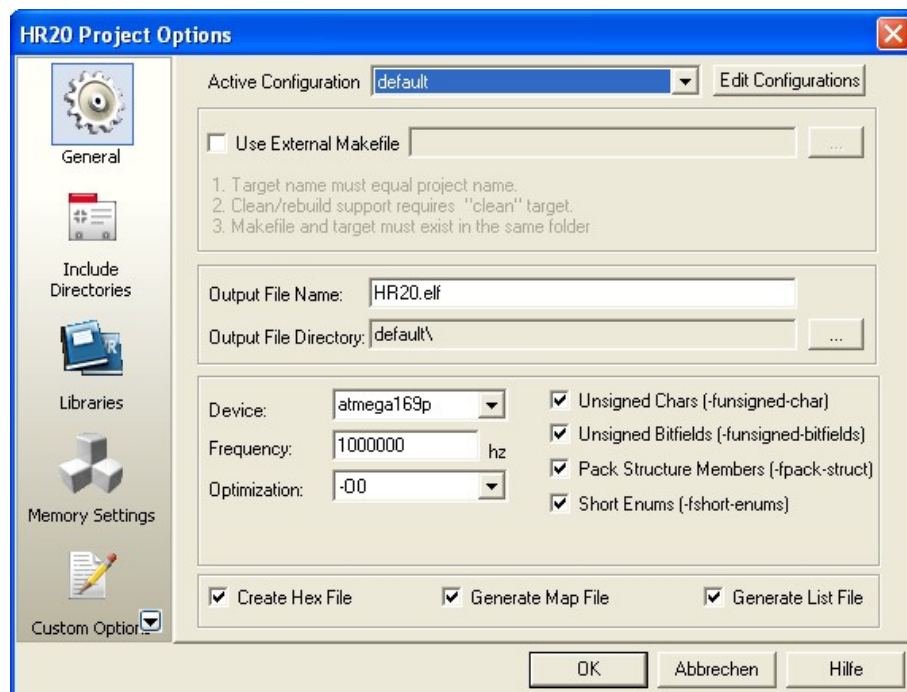 HR20 Project Options
General
Include
Directories
Libraries
Memory Settings
Custom Option
Active Configuration default Edit Configurations
Use External Makefile ...
1. Target name must equal project name.
2. Clean/rebuild support requires "clean" target.
3. Makefile and target must exist in the same folder
Output File Name: HR20.elf
Output File Directory: default\ ...
Device: atmega169p
Frequency: 1000000 hz
Optimization: -O0
Unsigned Chars (-funsigned-char)
Unsigned Bitfields (-funsigned-bitfields)
Pack Structure Members (-fpack-struct)
Short Enums (-fshort-enums)
Create Hex File Generate Map File Generate List File
OK Abbrechen Hilfe